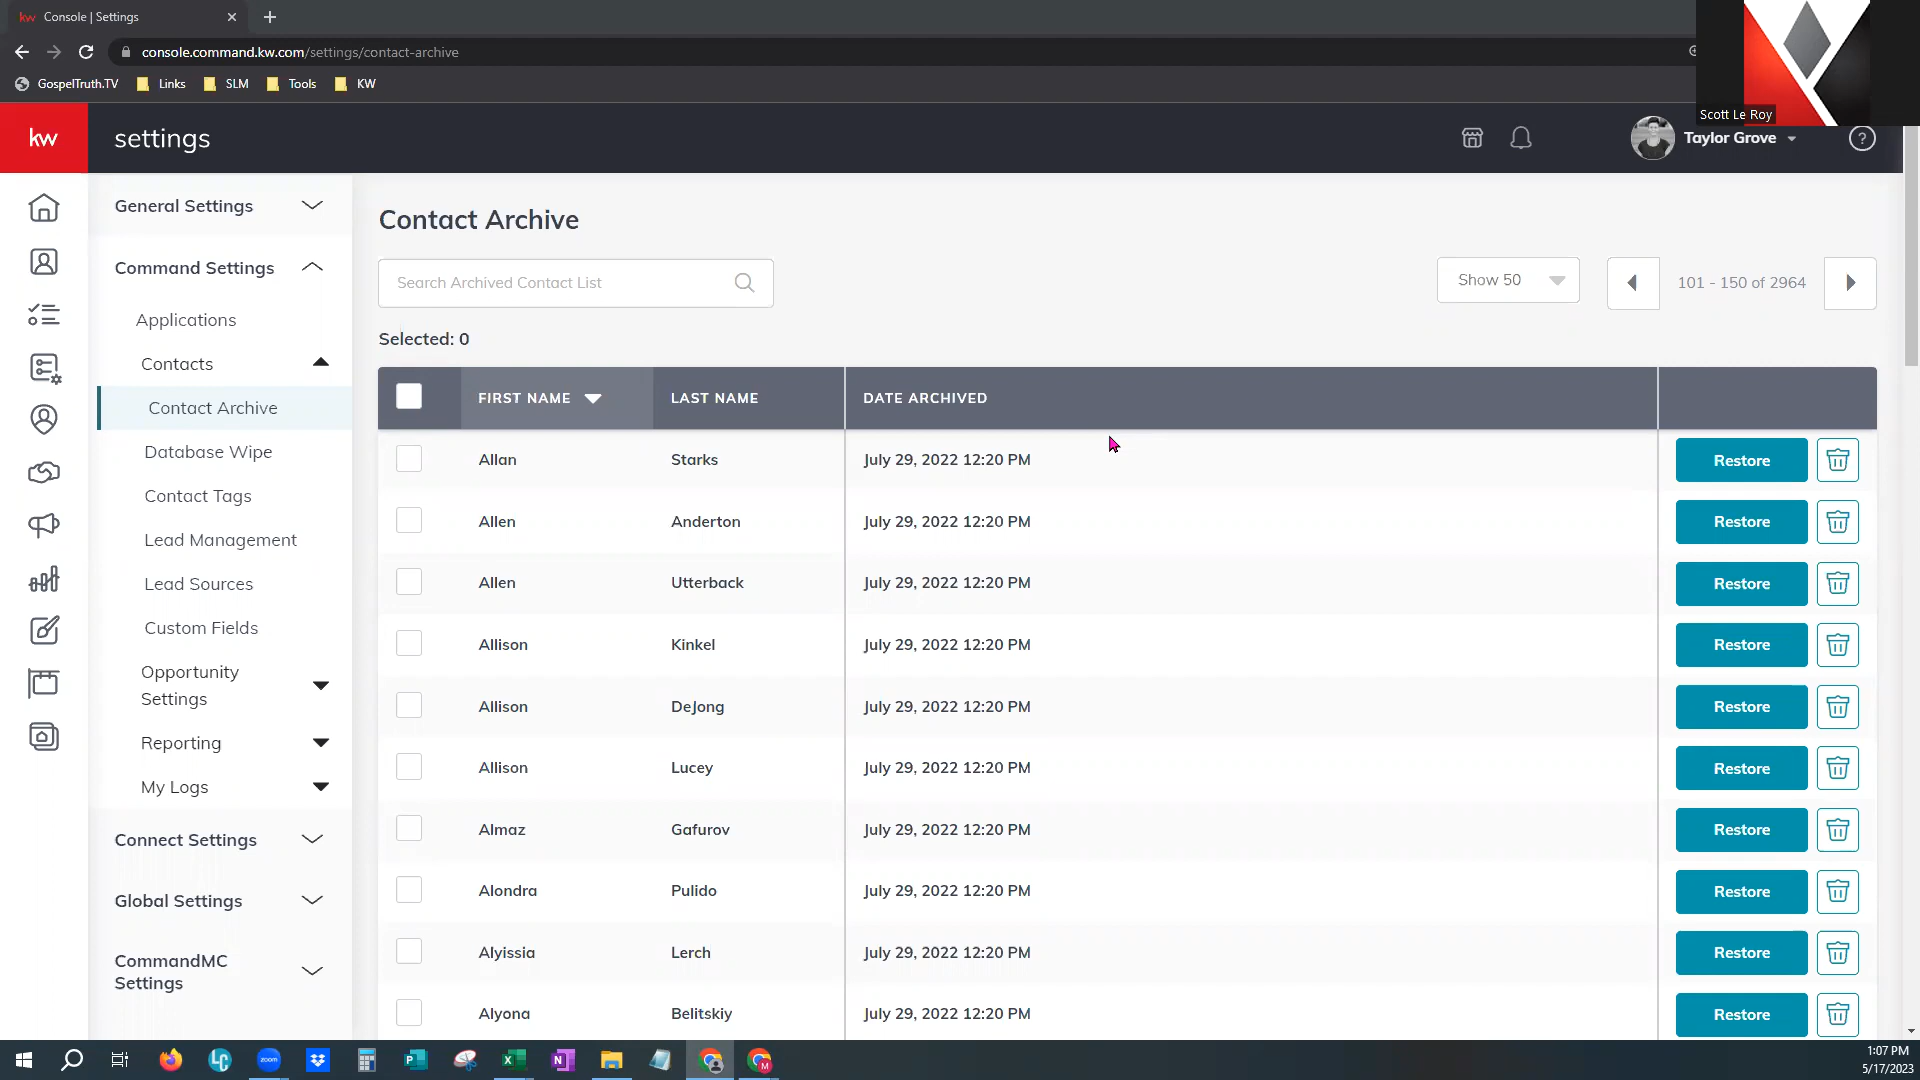 kw Console | Settings
console.command.kw.com/settings/contact-archive
GospelTruth.TV Links SLM Tools KW
Scott Le Roy
kw settings Taylor Grove ?
General Settings
Command Settings
Applications
Contacts
Contact Archive
Database Wipe
Contact Tags
Lead Management
Lead Sources
Custom Fields
Opportunity
Settings
Reporting
My Logs
Connect Settings
Global Settings
CommandMC
Settings
Contact Archive
Search Archived Contact List Show 50 101 - 150 of 2964
Selected: 0
FIRST NAME LAST NAME DATE ARCHIVED
Allan Starks July 29, 2022 12:20 PM Restore
Allen Anderton July 29, 2022 12:20 PM Restore
Allen Utterback July 29, 2022 12:20 PM Restore
Allison Kinkel July 29, 2022 12:20 PM Restore
Allison DeJong July 29, 2022 12:20 PM Restore
Allison Lucey July 29, 2022 12:20 PM Restore
Almaz Gafurov July 29, 2022 12:20 PM Restore
Alondra Pulido July 29, 2022 12:20 PM Restore
Alyissia Lerch July 29, 2022 12:20 PM Restore
Alyona Belitskiy July 29, 2022 12:20 PM Restore
LC zoom P X N M
1:07 PM
5/17/2023